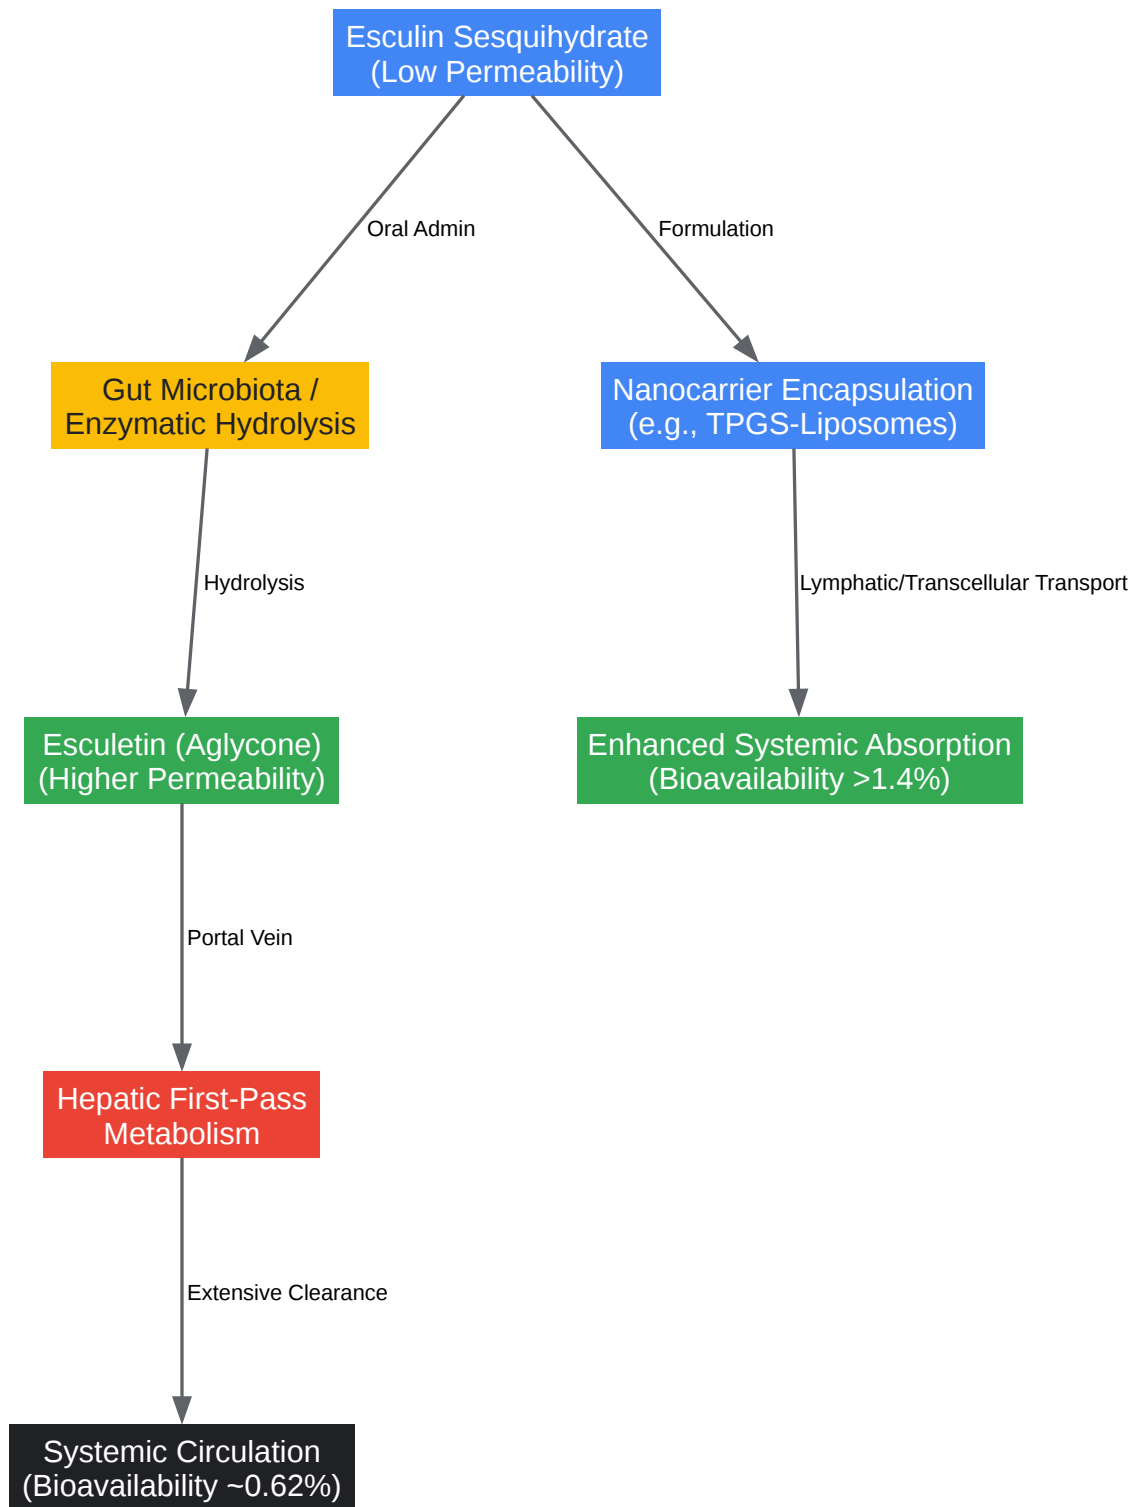 Esculin Sesquihydrate
(Low Permeability)
Oral Admin
Formulation
Gut Microbiota /
Enzymatic Hydrolysis
Nanocarrier Encapsulation
(e.g., TPGS-Liposomes)
Hydrolysis
Lymphatic/Transcellular Transport
Esculetin (Aglycone)
(Higher Permeability)
Enhanced Systemic Absorption
(Bioavailability >1.4%)
Portal Vein
Hepatic First-Pass
Metabolism
Extensive Clearance
Systemic Circulation
(Bioavailability ~0.62%)